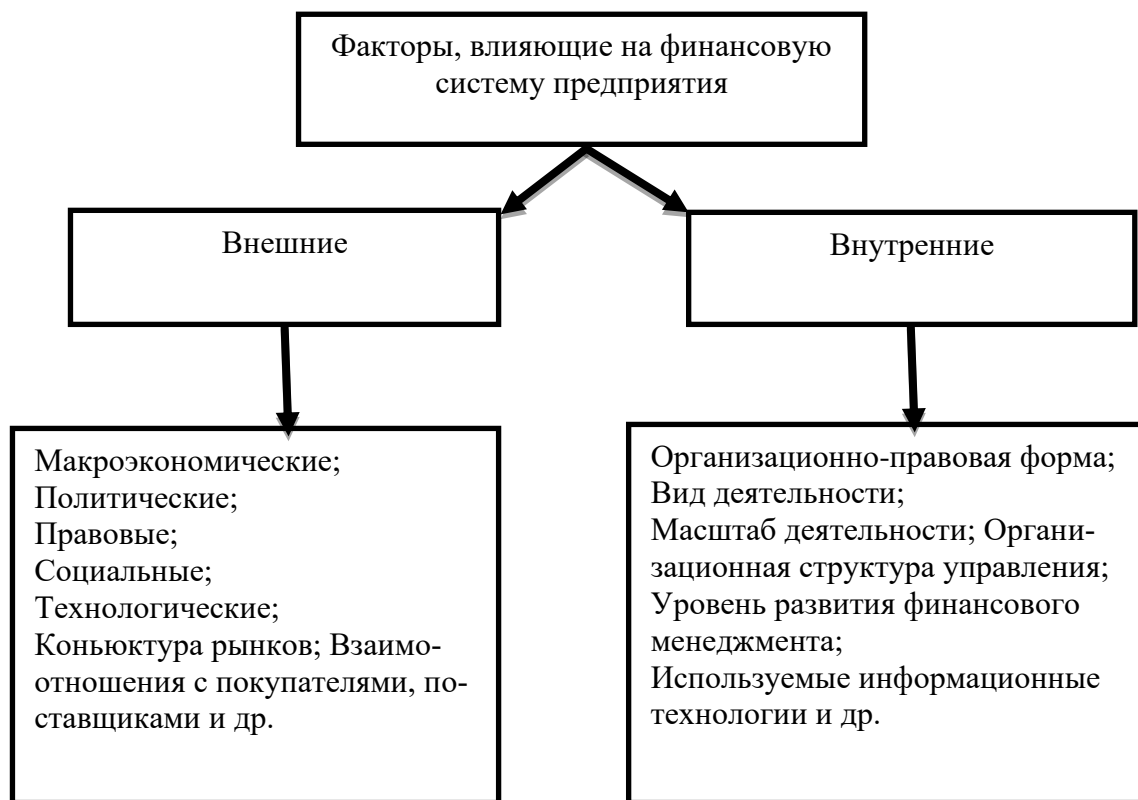 Факторы, влияющие на финансовую
систему предприятия
Внешние
Внутренние
Макроэкономические;
Политические;
Правовые;
Социальные;
Технологические;
Коньюктура рынков; Взаимо-
отношения с покупателями, по-
ставщиками и др.
Организационно-правовая форма;
Вид деятельности;
Масштаб деятельности; Органи-
зационная структура управления;
Уровень развития финансового
менеджмента;
Используемые информационные
технологии и др.